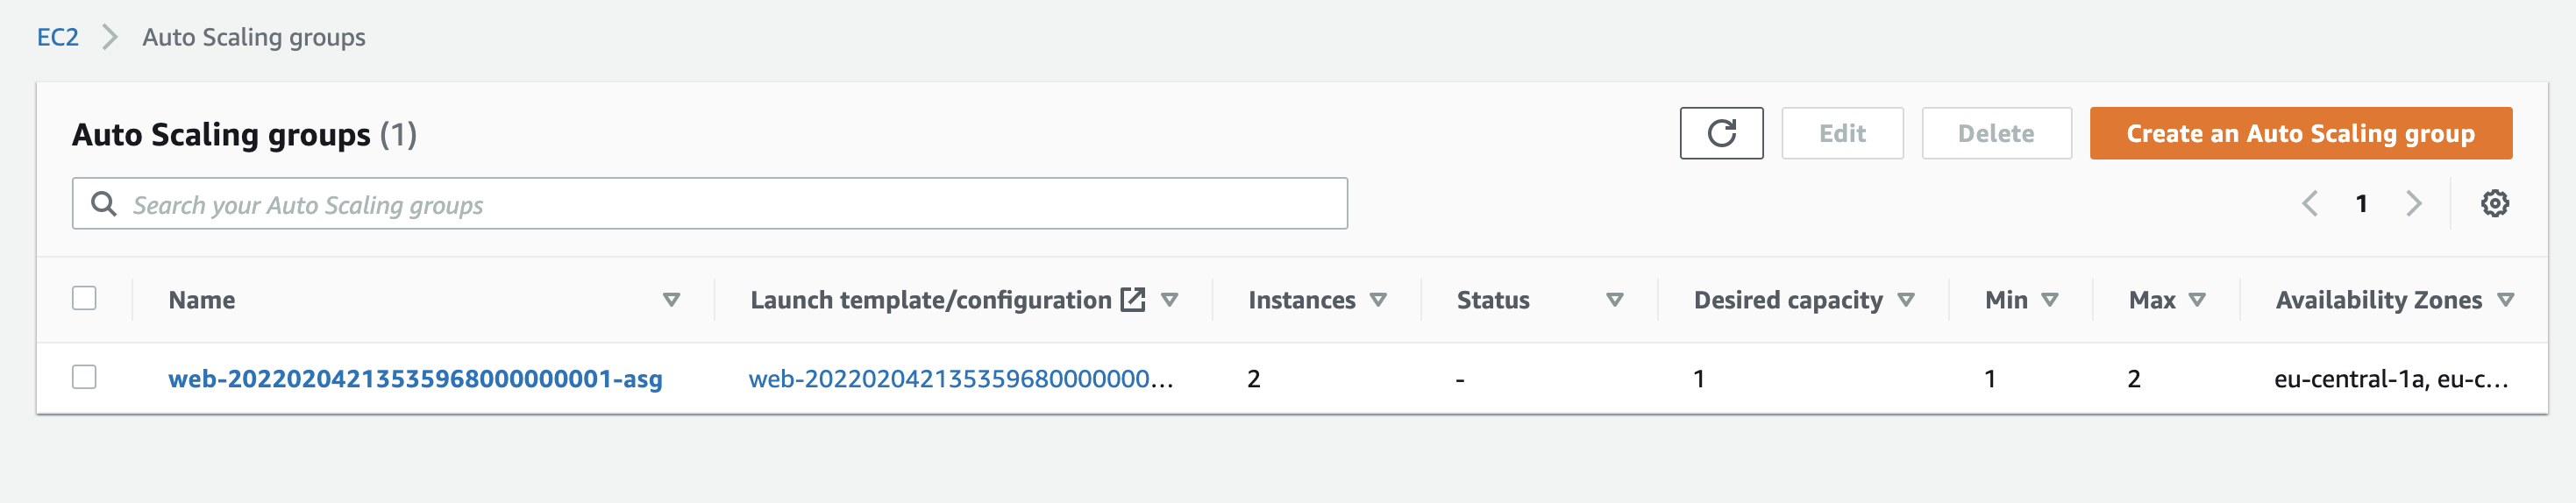 EC2 > Auto Scaling groups
Auto Scaling groups (1)
Edit
Delete
Create an Auto Scaling group
Search your Auto Scaling groups
1
Name Launch template/configuration Instances Status Desired capacity Min Max Availability Zones
web-20220204213535968000000001-asg web-202202042135359680000000... 2 - 1 1 2 eu-central-1a, eu-c...